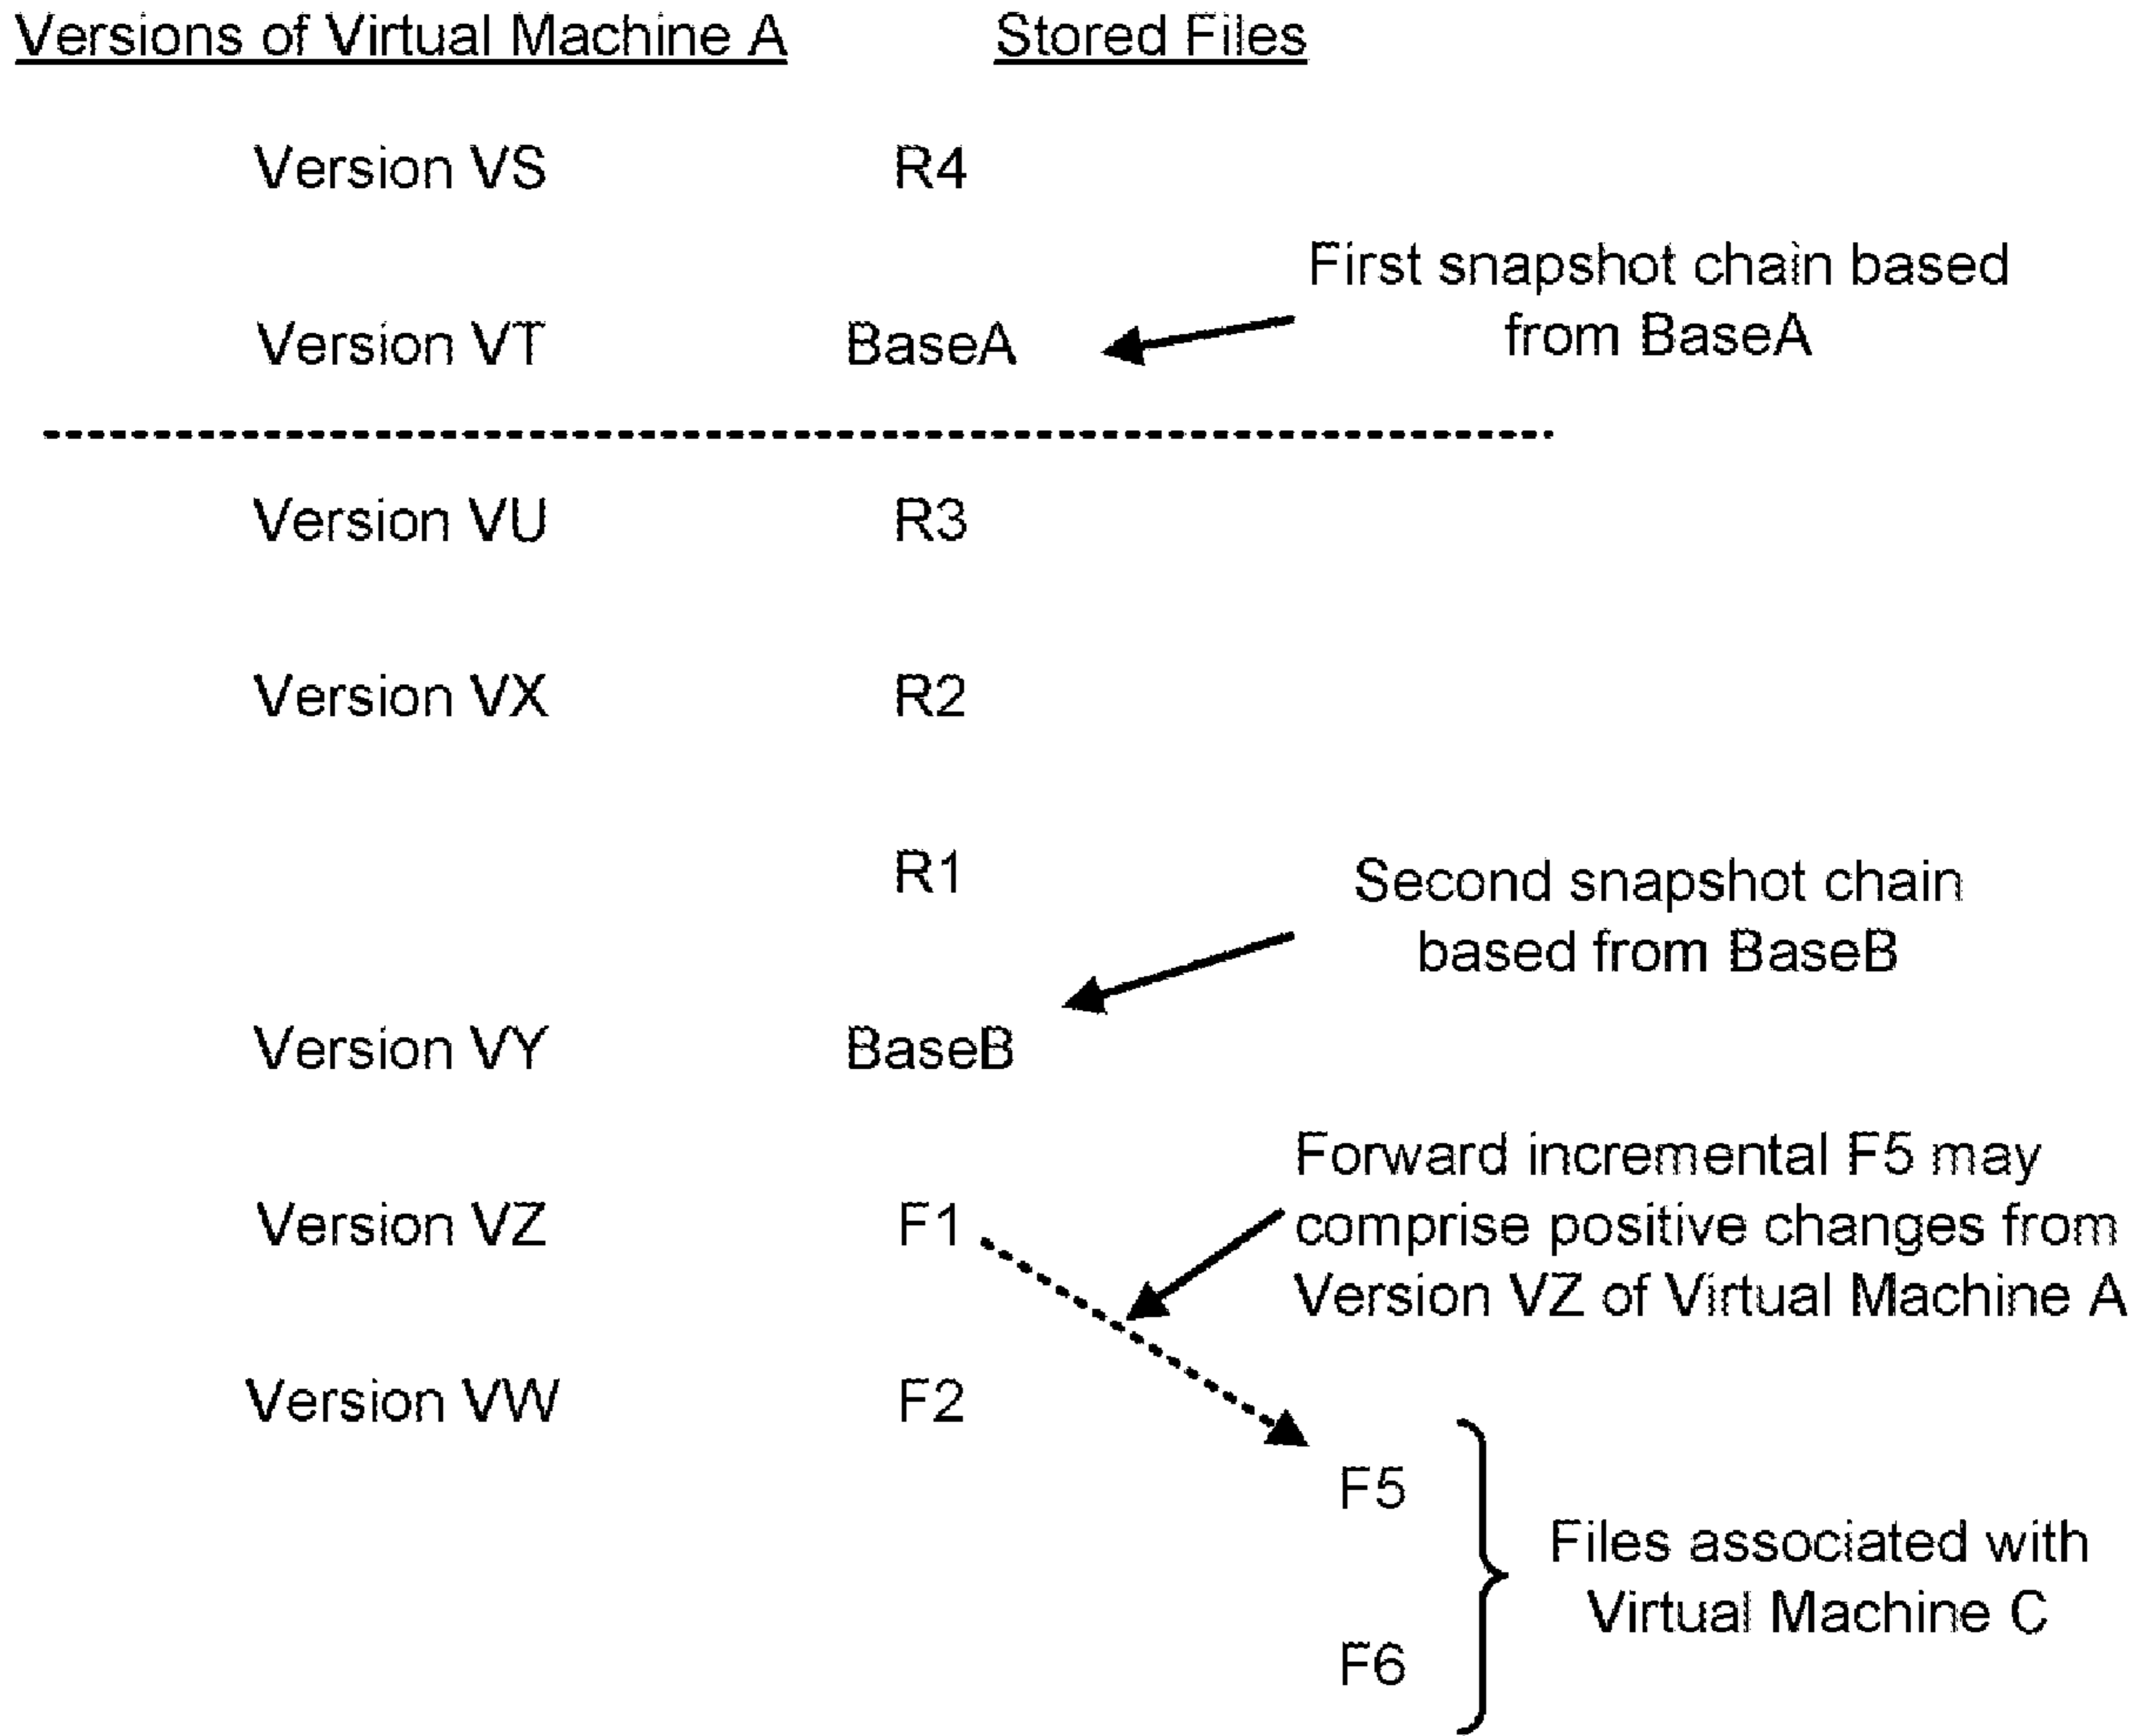 Versions of Virtual Machine A Stored Files
Version VS R4
First snapshot chain based
from BaseA
Version VT BaseA
Version VU R3
Version VX R2
R1
Second snapshot chain
based from BaseB
Version VY BaseB
Forward incremental F5 may
comprise positive changes from
Version VZ of Virtual Machine A
Version VZ F1
Version VW F2
F5
Files associated with
Virtual Machine C
F6